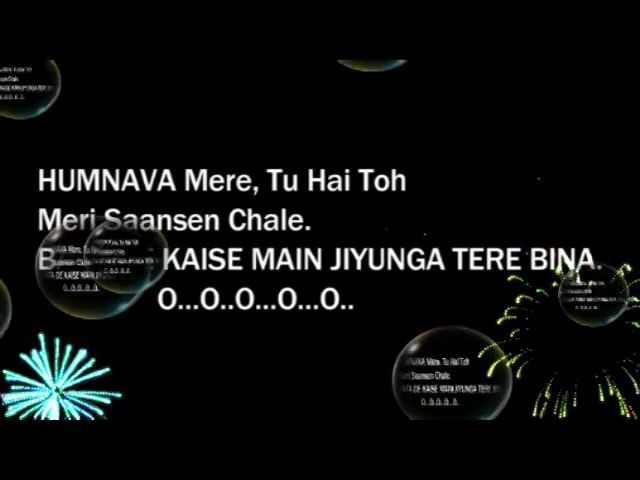 HUMNAVA Mere, Tu Hai Toh
Meri Saansen Chale.
KAISE MAIN JIYUNGA TERE BINA.
O...O..O...O...O..